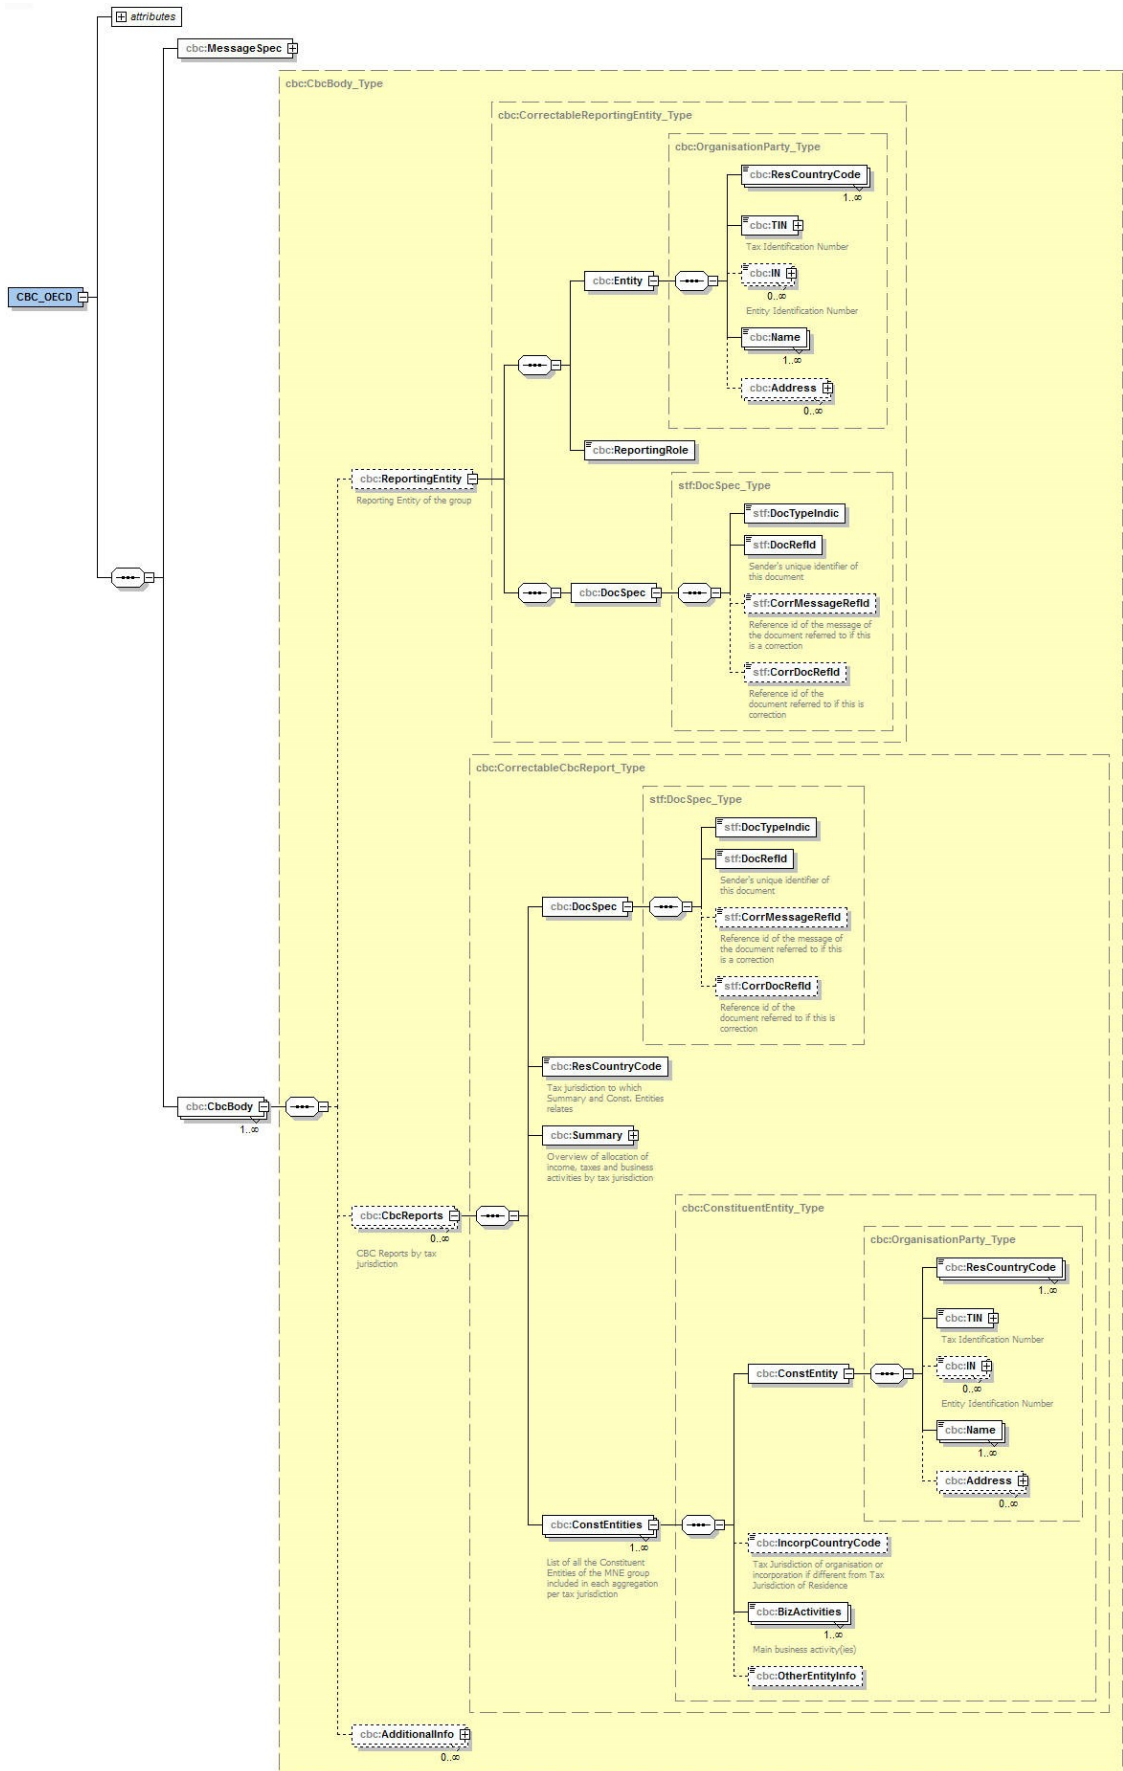 attributes
cbc:MessageSpec
cbc:CbcBody_Type
cbc:CorrectableReportingEntity_Type
cbc:OrganisationParty_Type
cbc:ResCountryCode
1..∞
cbc:TIN
Tax Identification Number
cbc:IN
0..∞
cbc:Entity
CBC_OECD
Entity Identification Number
cbc:Name
1..∞
cbc:Address
0..∞
cbc:ReportingRole
cbc:ReportingEntity
Reporting Entity of the group
stf:DocSpec_Type
stf:DocTypeIndic
stf:DocRefId
Sender's unique identifier of
this document
cbc:DocSpec
stf:CorrMessageRefId
Reference id of the message of
the document referred to if this
is a correction
stf:CorrDocRefId
Reference id of the
document referred to if this is
correction
cbc:CorrectableCbcReport_Type
stf:DocSpec_Type
stf:DocTypeIndic
stf:DocRefId
Sender's unique identifier of
this document
cbc:DocSpec
stf:CorrMessageRefId
Reference id of the message of
the document referred to if this
is a correction
stf:CorrDocRefId
Reference id of the
document referred to if this is
correction
cbc:ResCountryCode
Tax jurisdiction to which
Summary and Const. Entities
relates
cbc:CbcBody
1..∞
cbc:Summary
Overview of allocation of
income, taxes and business
activities by tax jurisdiction
cbc:CbcReports
0..∞
CBC Reports by tax
jurisdiction
cbc:ConstituentEntity_Type
cbc:OrganisationParty_Type
cbc:ResCountryCode
1..∞
cbc:TIN
Tax Identification Number
cbc:IN
0..∞
cbc:ConstEntity
Entity Identification Number
cbc:Name
1..∞
cbc:Address
0..∞
cbc:ConstEntities
1..∞
List of all the Constituent
Entities of the MNE group
included in each aggregation
per tax jurisdiction
cbc:IncorpCountryCode
Tax Jurisdiction of organisation or
incorporation if different from Tax
Jurisdiction of Residence
cbc:BizActivities
1..∞
Main business activity(ies)
cbc:OtherEntityInfo
cbc:AdditionalInfo
0..∞